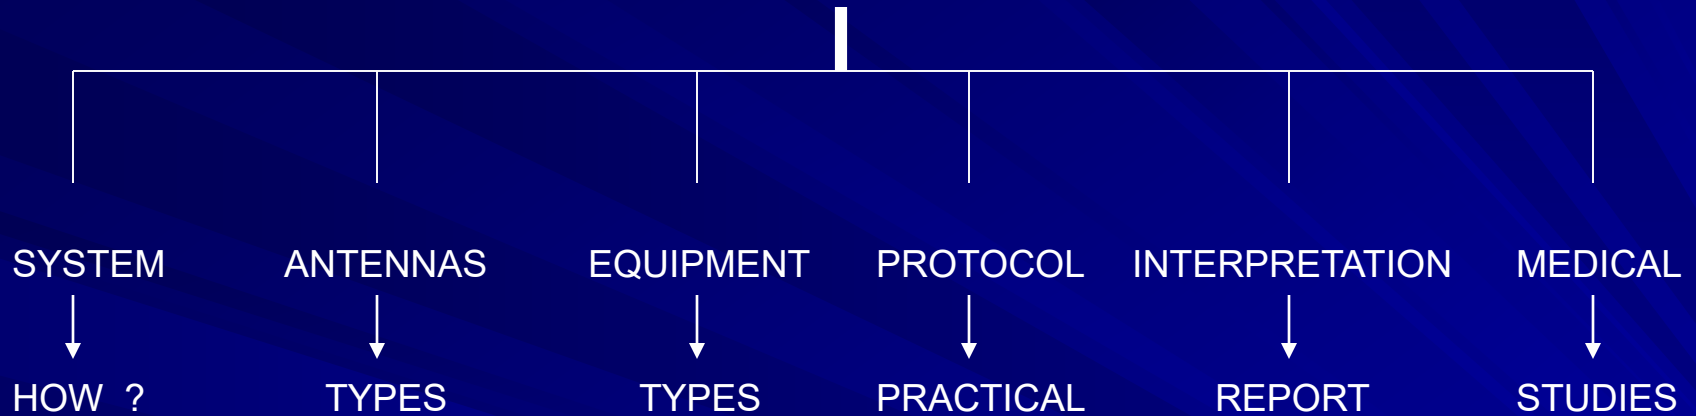 SYSTEM ANTENNAS EQUIPMENT PROTOCOL INTERPRETATION MEDICAL
HOW ? TYPES TYPES PRACTICAL REPORT STUDIES